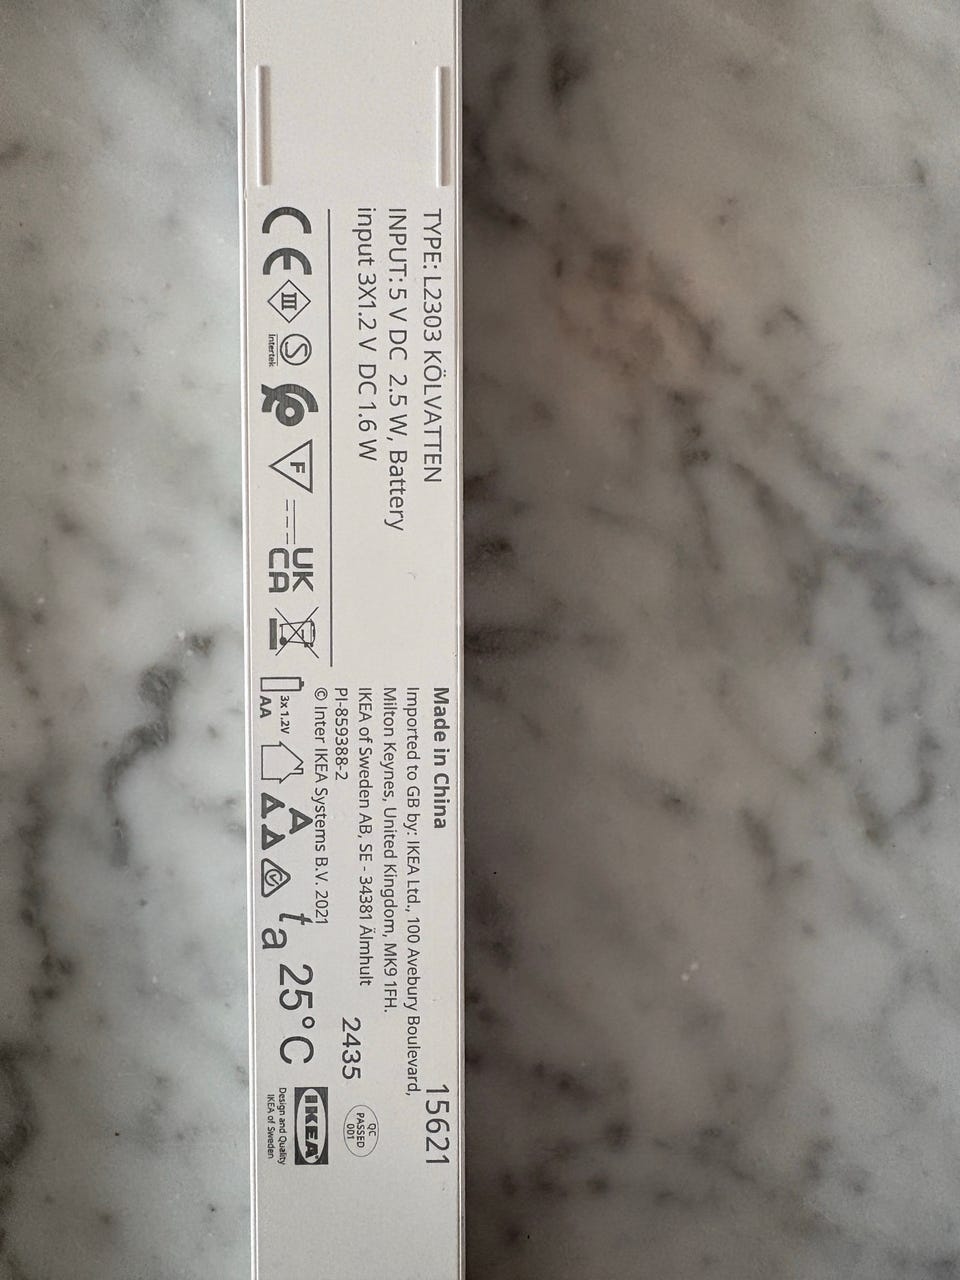 TYPE: L2303 KÖLVATTEN
INPUT: 5 V DC 2.5 W, Battery
input 3X1.2 V DC 1.6 W
CE
III
S
Intertek
F
UK
CA
Made in China
Imported to GB by: IKEA Ltd., 100 Avebury Boulevard,
Milton Keynes, United Kingdom, MK9 1FH.
IKEA of Sweden AB, SE - 34381 Älmhult
PI-859388-2
© Inter IKEA Systems B.V. 2021
3x 1.2V
AA
ta 25°C
15621
2435
QC
PASSED
001
IKEA
Design and Quality
IKEA of Sweden